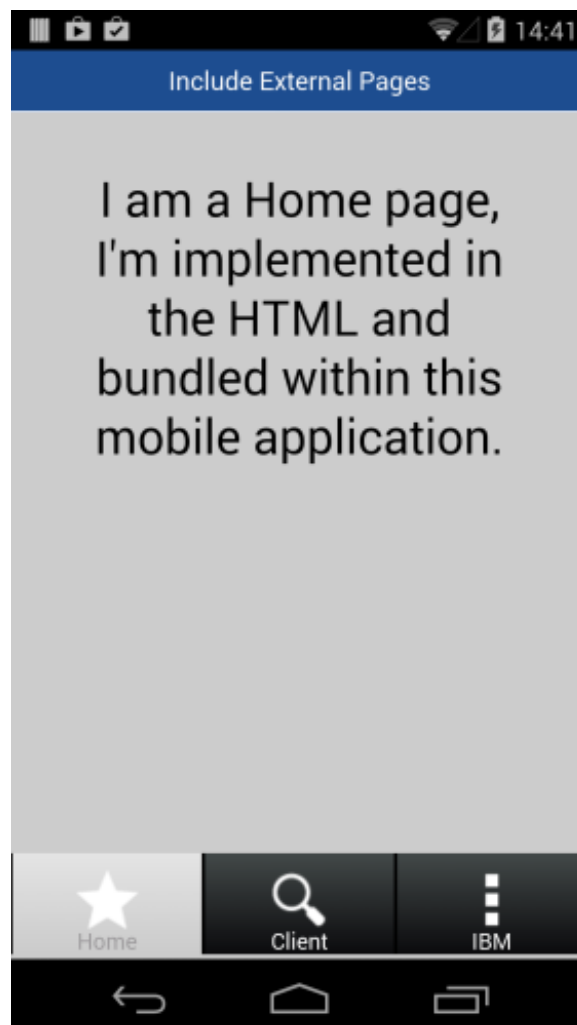 14:41
Include External Pages
I am a Home page,
I'm implemented in
the HTML and
bundled within this
mobile application.
Home
Client
IBM